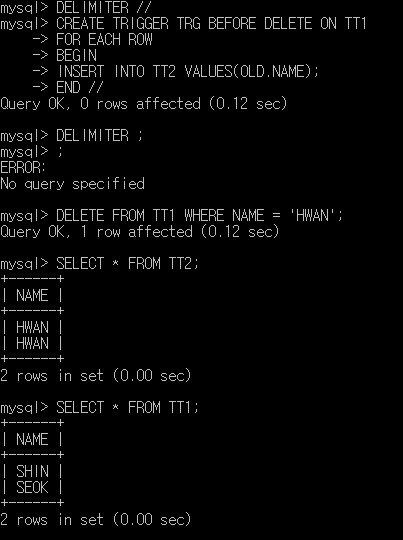 mysql> DELIMITER //
mysql> CREATE TRIGGER TRG BEFORE DELETE ON TT1
    -> FOR EACH ROW
    -> BEGIN
    -> INSERT INTO TT2 VALUES(OLD.NAME);
    -> END //
Query OK, 0 rows affected (0.12 sec)

mysql> DELIMITER ;
mysql> ;
ERROR:
No query specified

mysql> DELETE FROM TT1 WHERE NAME = 'HWAN';
Query OK, 1 row affected (0.12 sec)

mysql> SELECT * FROM TT2;
+------+
| NAME |
+------+
| HWAN |
| HWAN |
+------+
2 rows in set (0.00 sec)

mysql> SELECT * FROM TT1;
+------+
| NAME |
+------+
| SHIN |
| SEOK |
+------+
2 rows in set (0.00 sec)